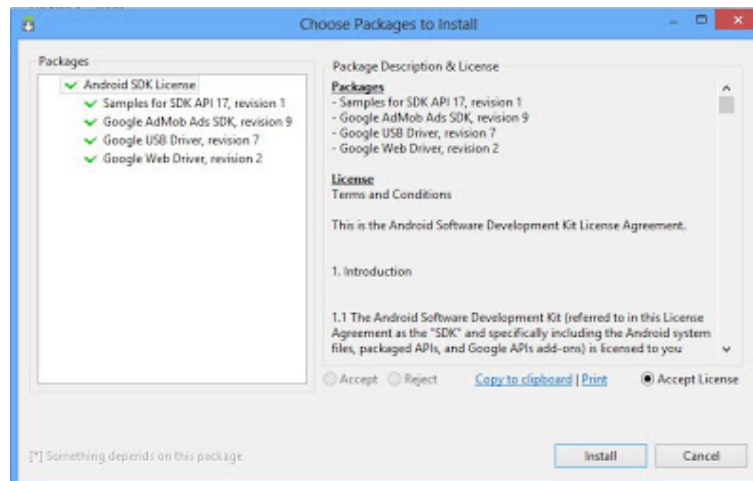 Choose Packages to Install
Packages
Android SDK License
Samples for SDK API 17, revision 1
Google AdMob Ads SDK, revision 9
Google USB Driver, revision 7
Google Web Driver, revision 2
Package Description & License
Packages
- Samples for SDK API 17, revision 1
- Google AdMob Ads SDK, revision 9
- Google USB Driver, revision 7
- Google Web Driver, revision 2
License
Terms and Conditions
This is the Android Software Development Kit License Agreement.
1. Introduction
1.1 The Android Software Development Kit (referred to in this License
Agreement as the "SDK" and specifically including the Android system
files, packaged APIs, and Google APIs add-ons) is licensed to you
Accept Reject Copy to clipboard | Print Accept License
[*] Something depends on this package
Install Cancel